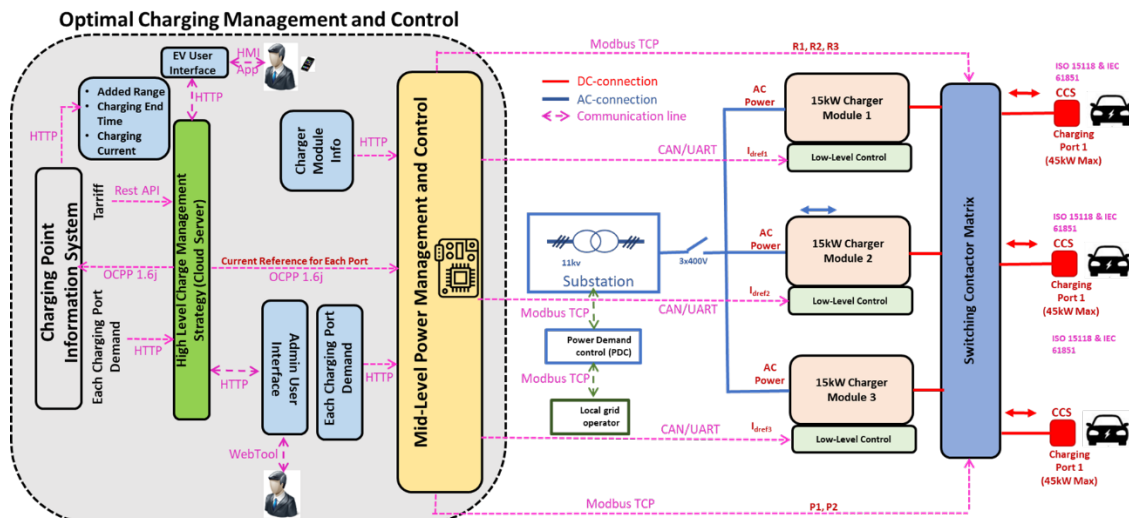 Optimal Charging Management and Control
EV User
Interface
HMI
App
HTTP
• Added Range
• Charging End
Time
• Charging
Current
HTTP
Charging Point
Information System
Tarriff
Rest API
OCPP 1.6j
Each Charging Port
Demand
HTTP
High Level Charge Management
Strategy (Cloud Server)
Charger
Module
Info
HTTP
Current Reference for Each Port
OCPP 1.6j
HTTP
Admin User
Interface
Each Charging Port
Demand
HTTP
WebTool
Mid-Level Power Management and Control
Modbus TCP
R1, R2, R3
DC-connection
AC-connection
Communication line
CAN/UART
Idref1
AC
Power
15kW Charger
Module 1
Low-Level Control
11kv
Substation
3x400V
AC
Power
15kW Charger
Module 2
Low-Level Control
Idref2
CAN/UART
Modbus TCP
Power Demand
control (PDC)
Modbus TCP
Local grid
operator
AC
Power
15kW Charger
Module 3
Low-Level Control
Idref3
CAN/UART
Modbus TCP
P1, P2
Switching Contactor Matrix
ISO 15118 & IEC
61851
CCS
Charging
Port 1
(45kW Max)
ISO 15118 & IEC
61851
CCS
Charging
Port 1
(45kW Max)
ISO 15118 & IEC
61851
CCS
Charging
Port 1
(45kW Max)